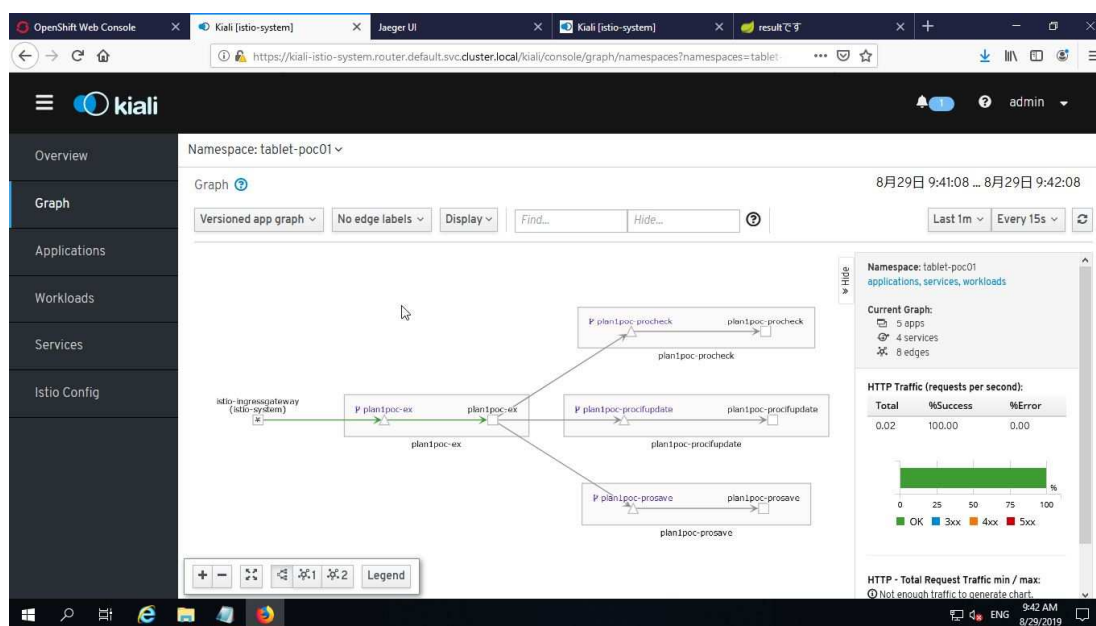 OpenShift Web Console
Kiali [istio-system]
Jaeger UI
Kiali [istio-system]
resultです
https://kiali-istio-system.router.default.svc.cluster.local/kiali/console/graph/namespaces?namespaces=tablet-
kiali
1
admin
Overview
Graph
Applications
Workloads
Services
Istio Config
Namespace: tablet-poc01
Graph
8月29日 9:41:08 ... 8月29日 9:42:08
Versioned app graph
No edge labels
Display
Find...
Hide...
Last 1m
Every 15s
Hide
istio-ingressgateway
(istio-system)
plan1poc-ex
plan1poc-ex
plan1poc-ex
plan1poc-procheck
plan1poc-procheck
plan1poc-procheck
plan1poc-procifupdate
plan1poc-procifupdate
plan1poc-procifupdate
plan1poc-prosave
plan1poc-prosave
plan1poc-prosave
Namespace: tablet-poc01
applications, services, workloads
Current Graph:
5 apps
4 services
8 edges
HTTP Traffic (requests per second):
Total %Success %Error
0.02 100.00 0.00
%
0 25 50 75 100
OK 3xx 4xx 5xx
HTTP - Total Request Traffic min / max:
Not enough traffic to generate chart.
1 2 Legend
ENG
9:42 AM
8/29/2019